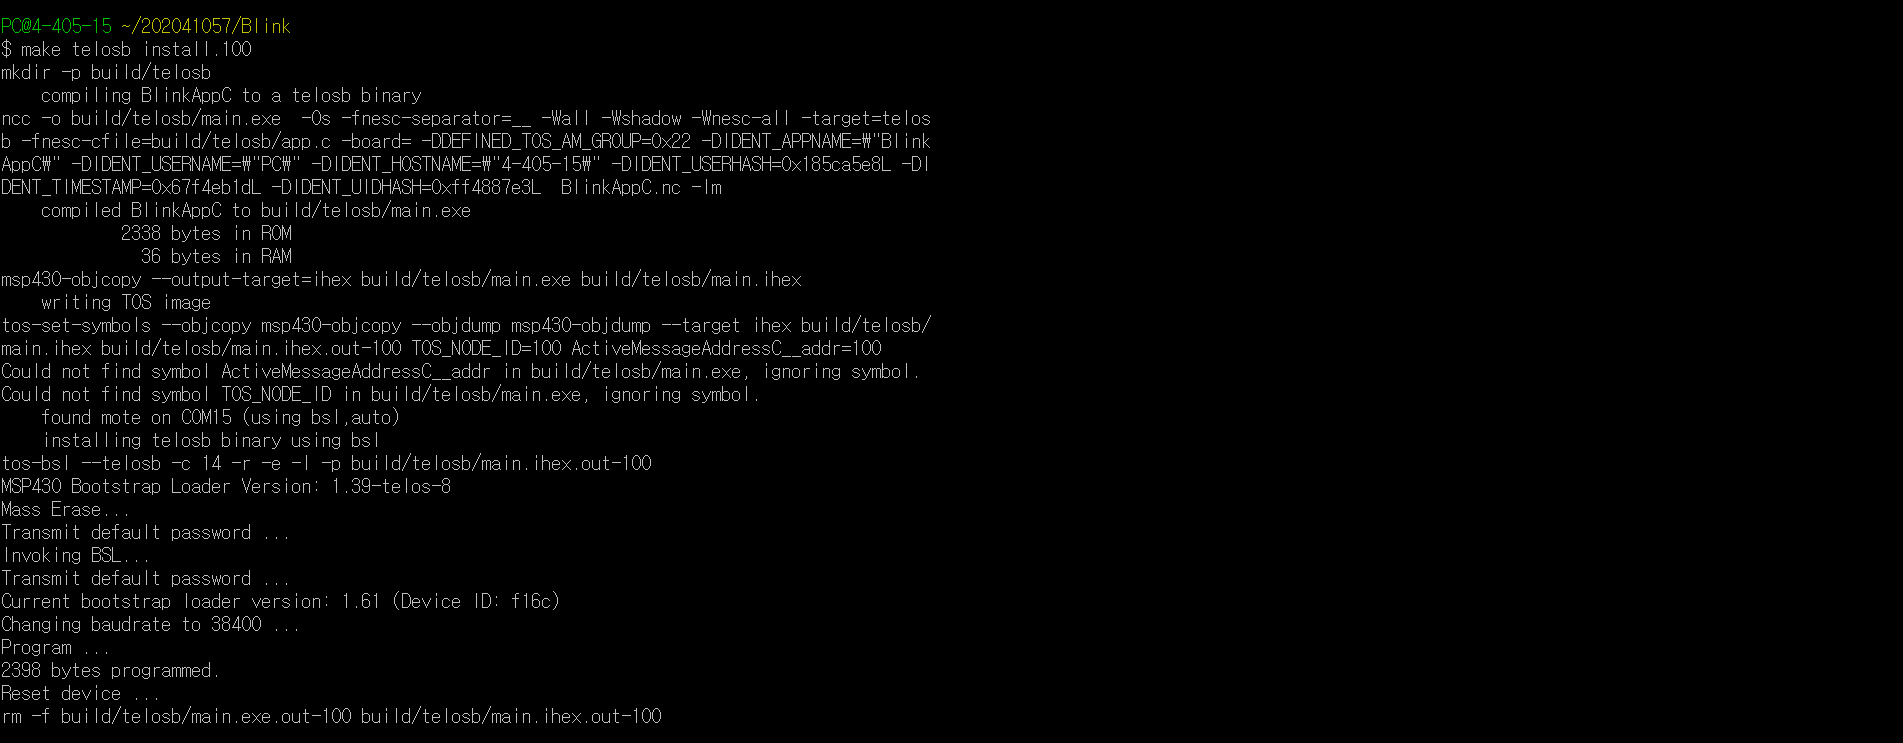 PC@4-405-15 ~/202041057/Blink
$ make telosb install.100
mkdir -p build/telosb
    compiling BlinkAppC to a telosb binary
ncc -o build/telosb/main.exe  -Os -fnesc-separator=__ -Wall -Wshadow -Wnesc-all -target=telos
b -fnesc-cfile=build/telosb/app.c -board= -DDEFINED_TOS_AM_GROUP=0x22 -DIDENT_APPNAME=₩"Blink
AppC₩" -DIDENT_USERNAME=₩"PC₩" -DIDENT_HOSTNAME=₩"4-405-15₩" -DIDENT_USERHASH=0x185ca5e8L -DI
DENT_TIMESTAMP=0x67f4eb1dL -DIDENT_UIDHASH=0xff4887e3L  BlinkAppC.nc -lm
    compiled BlinkAppC to build/telosb/main.exe
            2338 bytes in ROM
              36 bytes in RAM
msp430-objcopy --output-target=ihex build/telosb/main.exe build/telosb/main.ihex
    writing TOS image
tos-set-symbols --objcopy msp430-objcopy --objdump msp430-objdump --target ihex build/telosb/
main.ihex build/telosb/main.ihex.out-100 TOS_NODE_ID=100 ActiveMessageAddressC__addr=100
Could not find symbol ActiveMessageAddressC__addr in build/telosb/main.exe, ignoring symbol.
Could not find symbol TOS_NODE_ID in build/telosb/main.exe, ignoring symbol.
    found mote on COM15 (using bsl,auto)
    installing telosb binary using bsl
tos-bsl --telosb -c 14 -r -e -I -p build/telosb/main.ihex.out-100
MSP430 Bootstrap Loader Version: 1.39-telos-8
Mass Erase...
Transmit default password ...
Invoking BSL...
Transmit default password ...
Current bootstrap loader version: 1.61 (Device ID: f16c)
Changing baudrate to 38400 ...
Program ...
2398 bytes programmed.
Reset device ...
rm -f build/telosb/main.exe.out-100 build/telosb/main.ihex.out-100